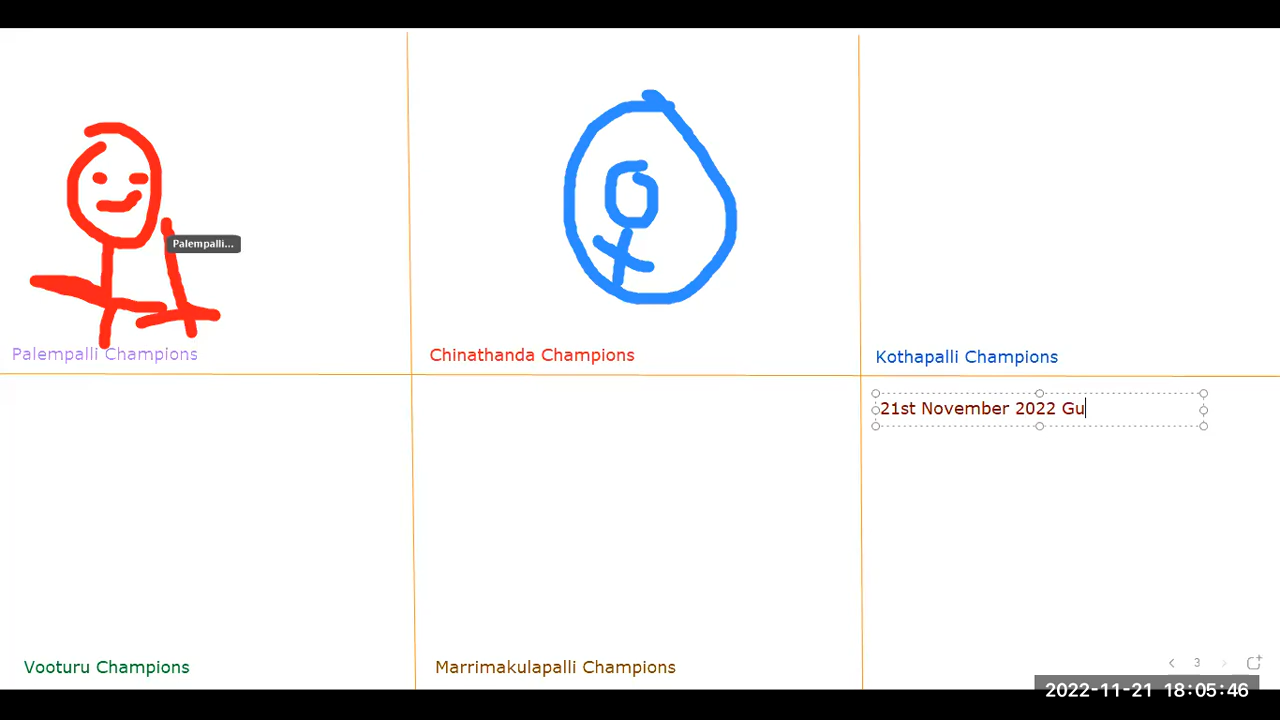 Palempalli...
Palempalli Champions
Chinathanda Champions
Kothapalli Champions
21st November 2022 Gu
Vooturu Champions
Marrimakulapalli Champions
3
2022-11-21 18:05:46